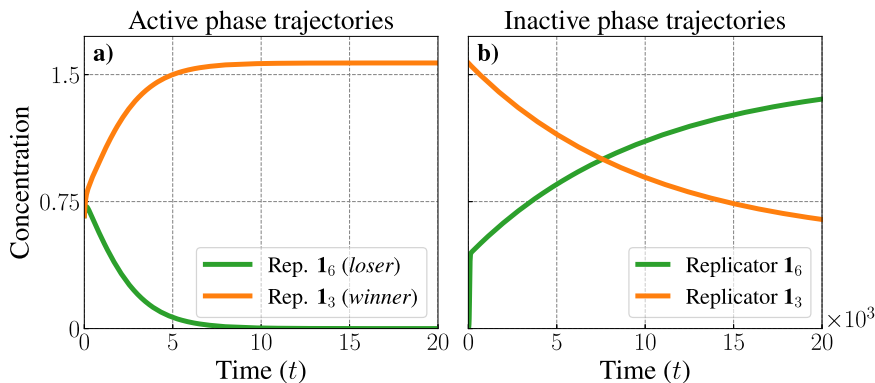 Active phase trajectories
Inactive phase trajectories
a)
b)
Concentration
1.5
0.75
0
Rep. 1₆ (loser)
Rep. 1₃ (winner)
Replicator 1₆
Replicator 1₃
0 5 10 15 20
0 5 10 15 20
×10³
Time (t)
Time (t)